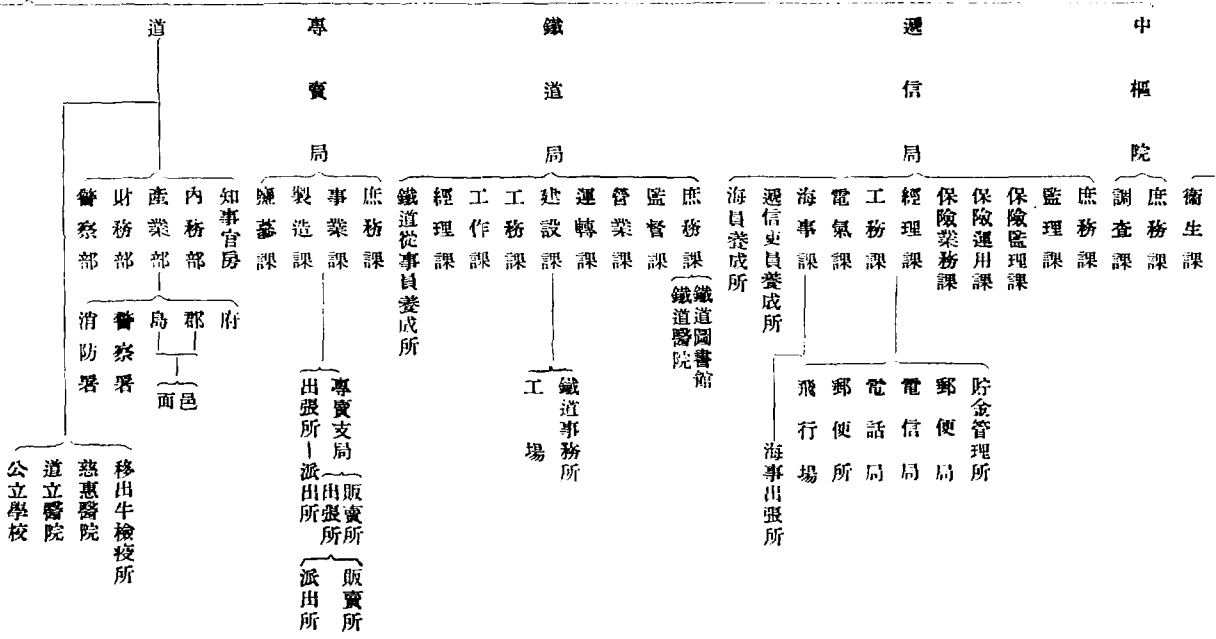 衞生課
中樞院
庶務課
調査課
遞信局
庶務課
監理課
保險監理課
保險運用課
保險業務課
經理課
工務課
電氣課
海事課
遞信吏員養成所
海員養成所
貯金管理所
郵便局
電信局
電話局
郵便所
飛行場
海事出張所
鐵道局
庶務課
鐵道圖書館
鐵道醫院
監督課
營業課
運轉課
建設課
工務課
工作課
經理課
鐵道從事員養成所
鐵道事務所
工場
專賣局
庶務課
事業課
製造課
鹽蔘課
專賣支局
販賣所
出張所
販賣所
派出所
出張所—派出所
道
知事官房
內務部
產業部
財務部
警察部
府
郡
島
邑
面
警察署
消防署
移出牛檢疫所
慈惠醫院
道立醫院
公立學校